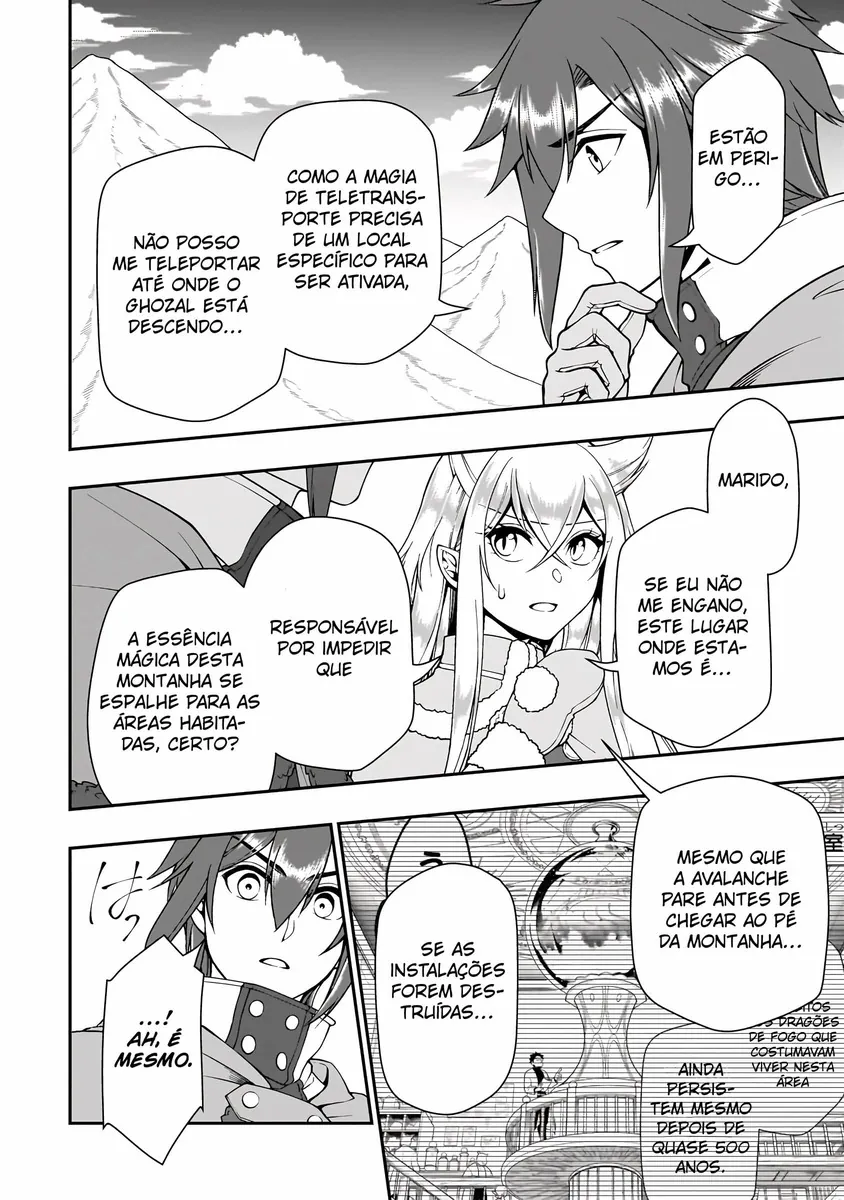 ESTÃO
EM PERI-
GO...
COMO A MAGIA
DE TELETRANS-
PORTE PRECISA
DE UM LOCAL
ESPECÍFICO PARA
SER ATIVADA,
NÃO POSSO
ME TELEPORTAR
ATÉ ONDE O
GHOZAL ESTÁ
DESCENDO...
MARIDO,
SE EU NÃO
ME ENGANO,
ESTE LUGAR
ONDE ESTA-
MOS É...
RESPONSÁVEL
POR IMPEDIR
QUE
A ESSÊNCIA
MÁGICA DESTA
MONTANHA SE
ESPALHE PARA AS
ÁREAS HABITA-
DAS, CERTO?
MESMO QUE
A AVALANCHE
PARE ANTES DE
CHEGAR AO PÉ
DA MONTANHA...
DRAGÕES
DE FOGO QUE
COSTUMAVAM
VIVER NESTA
ÁREA
AINDA
PERSIS-
TEM MESMO
DEPOIS DE
QUASE 500
ANOS.
室
う
SE AS
INSTALAÇÕES
FOREM DES-
TRUÍDAS...
はっ
...!
AH, É
MESMO.